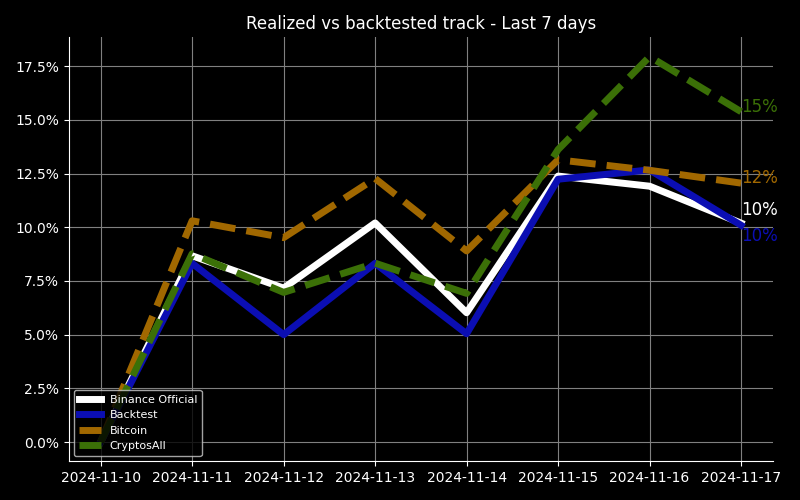 Realized vs backtested track - Last 7 days
17.5%
15.0%
12.5%
10.0%
7.5%
5.0%
2.5%
0.0%
15%
12%
10%
10%
Binance Official
Backtest
Bitcoin
CryptosAll
2024-11-10 2024-11-11 2024-11-12 2024-11-13 2024-11-14 2024-11-15 2024-11-16 2024-11-17